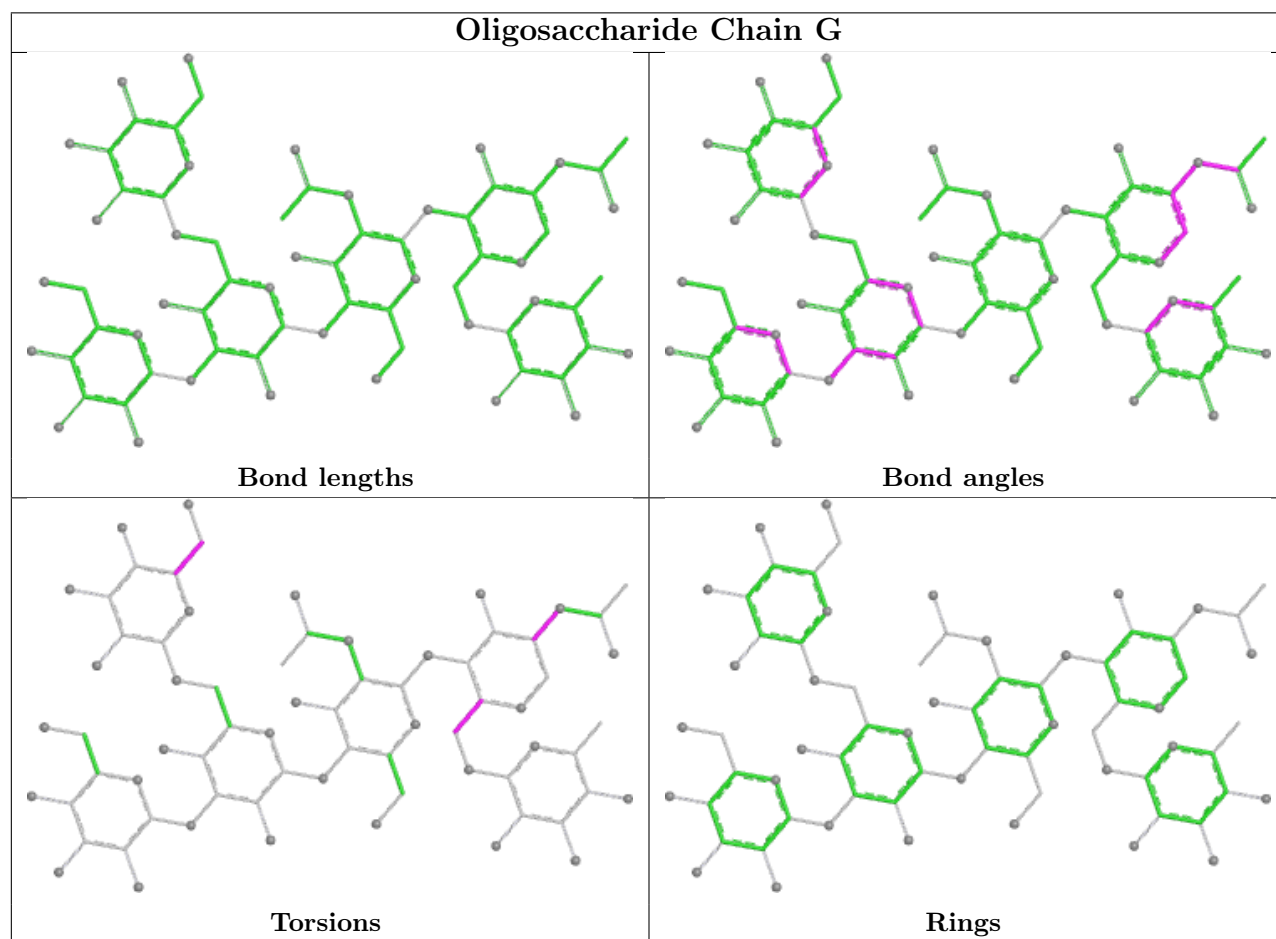 Oligosaccharide Chain G
Bond lengths
Bond angles
Torsions
Rings